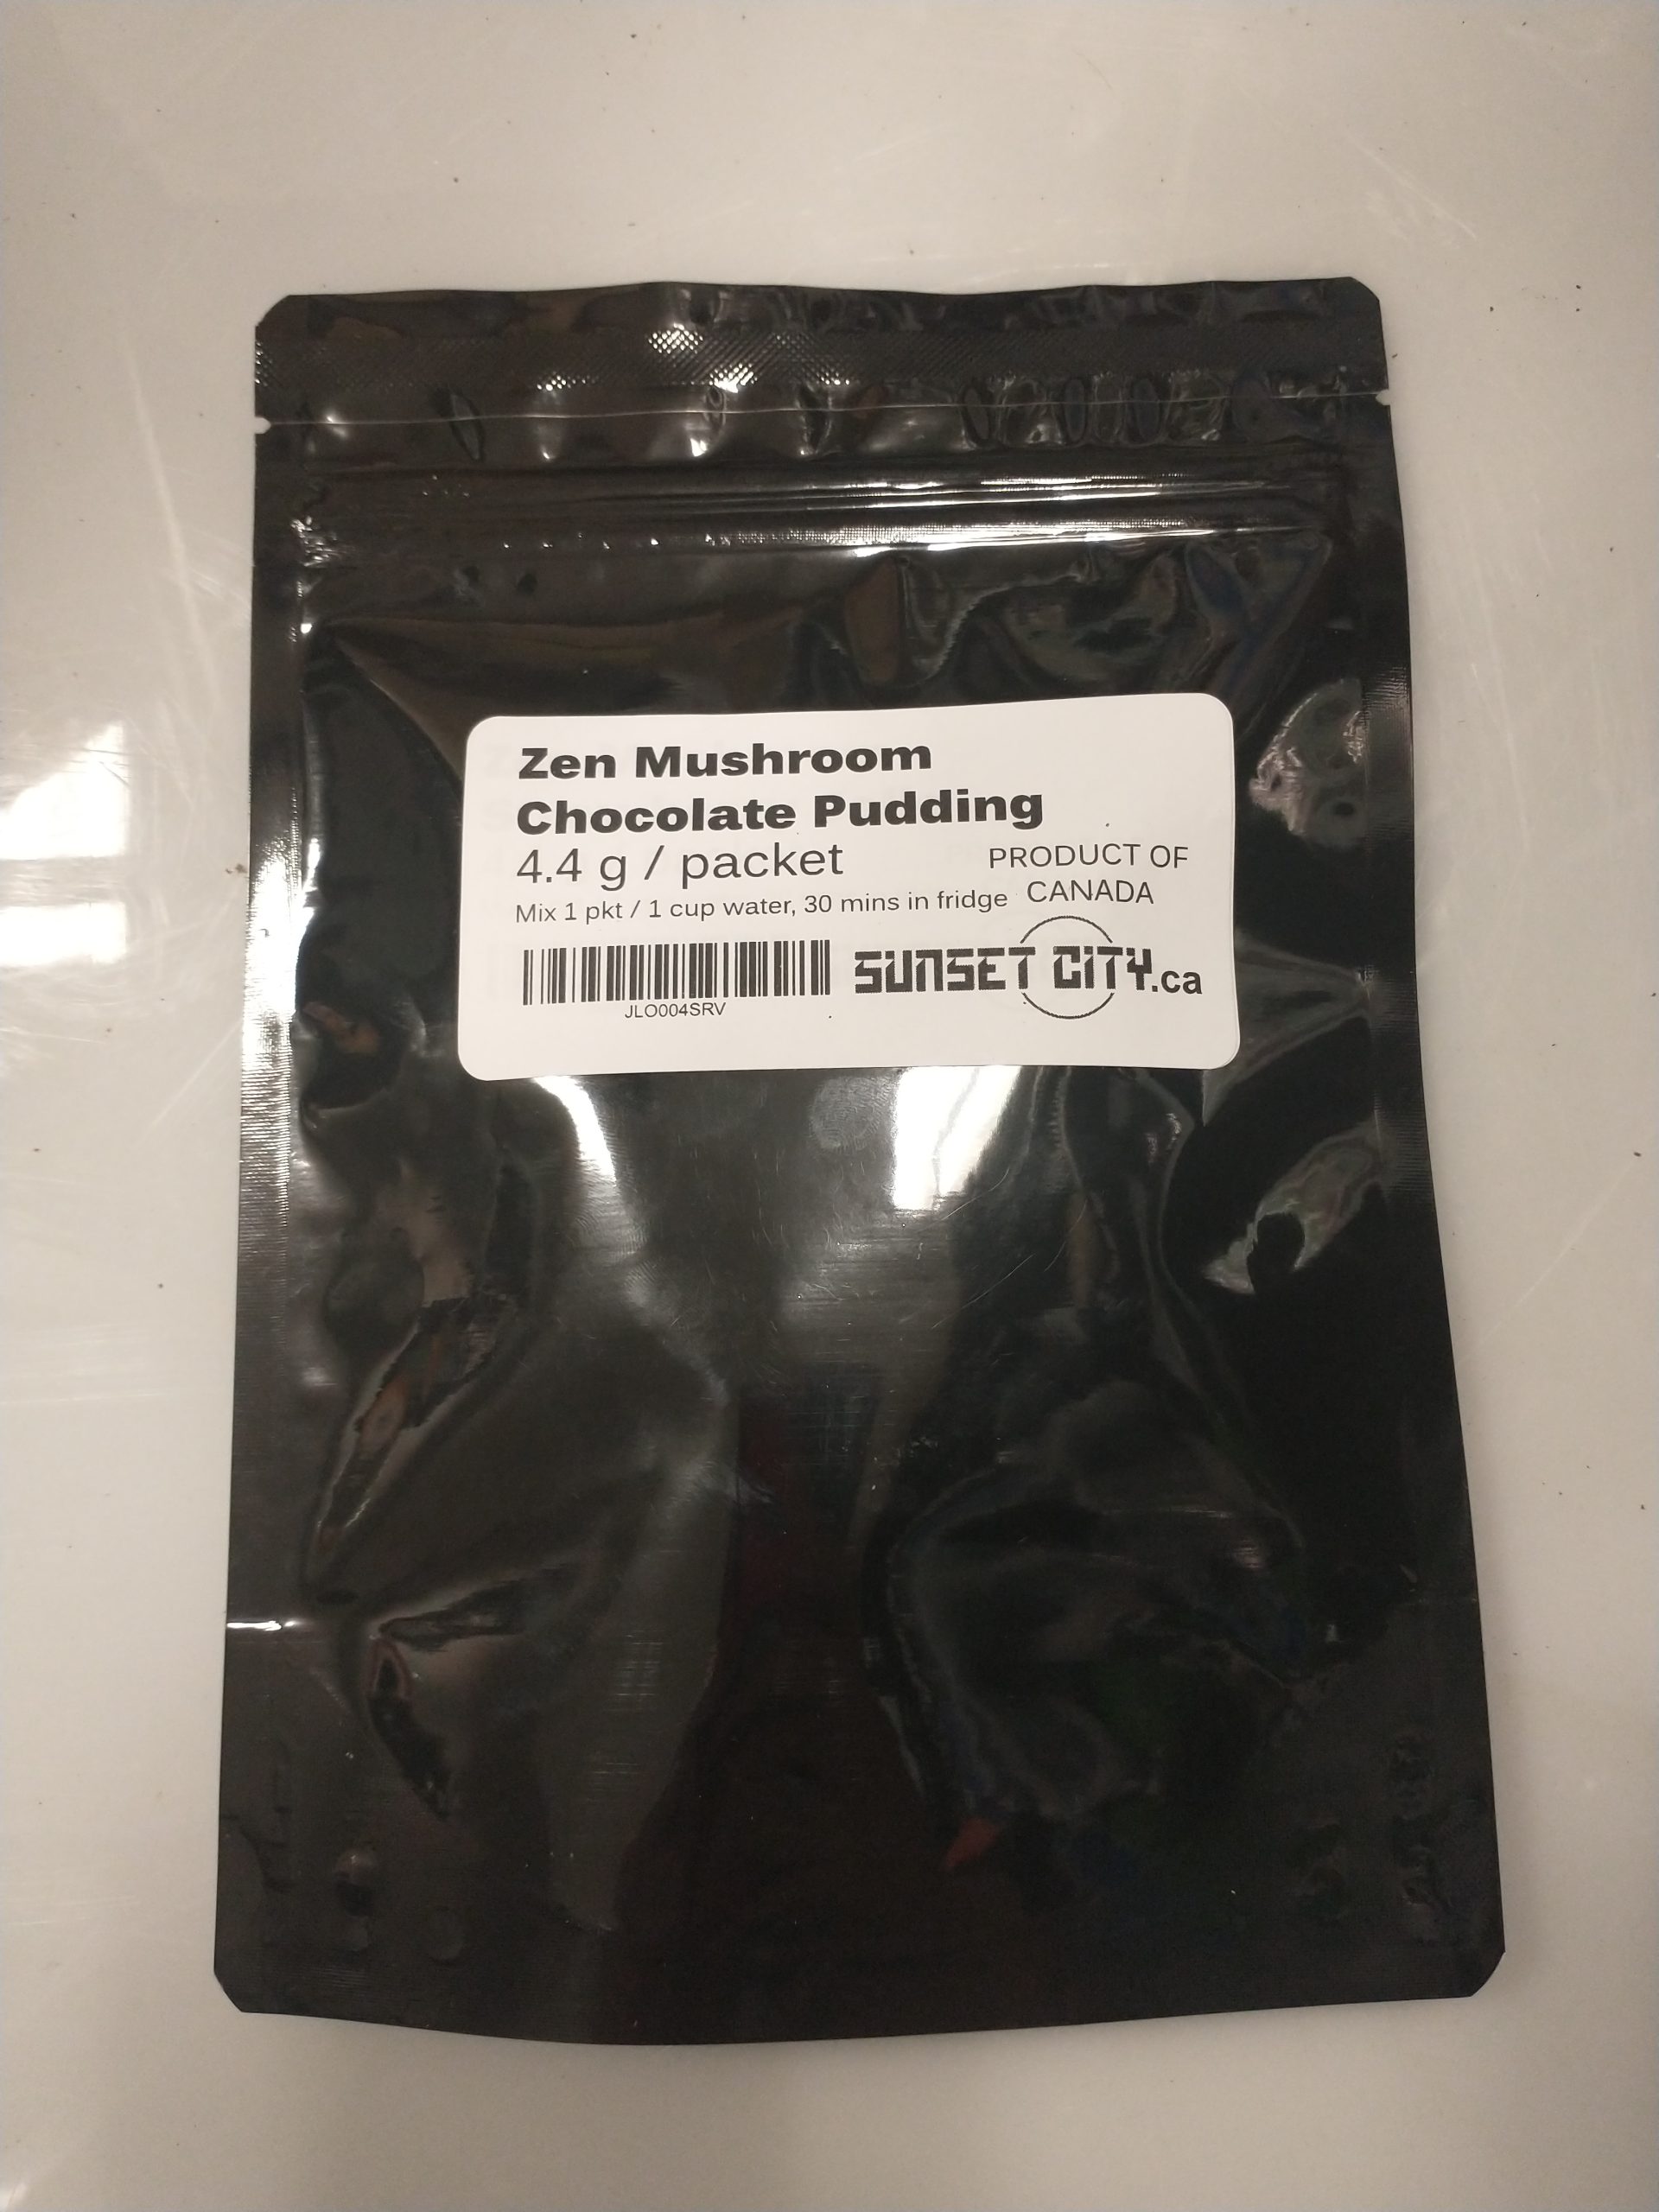 Zen Mushroom
Chocolate Pudding
4.4 g / packet
PRODUCT OF
CANADA
Mix 1 pkt / 1 cup water, 30 mins in fridge
JLO004SRV
SUNSET CITY.ca